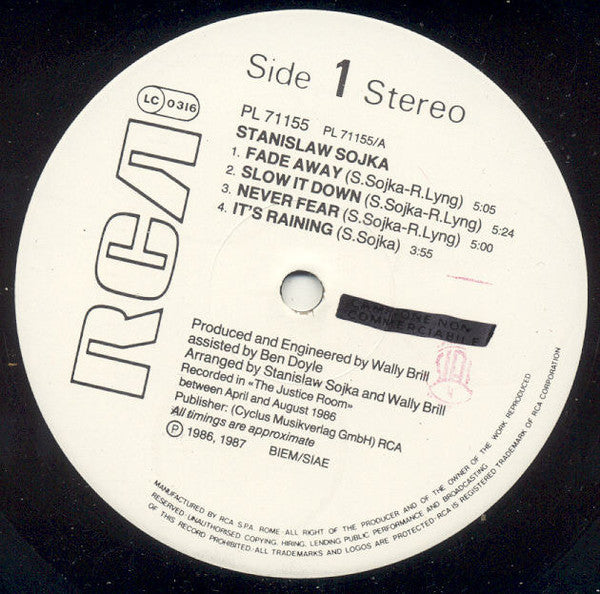 Side 1 Stereo
LC 0316
RCA
PL 71155 PL 71155/A
STANISLAW SOJKA
1. FADE AWAY (S.Sojka-R.Lyng) 5:05
2. SLOW IT DOWN (S.Sojka-R.Lyng) 5:24
3. NEVER FEAR (S.Sojka-R.Lyng) 5:00
4. IT'S RAINING (S.Sojka) 3:55
CAMPIONE NON
COMMERCIABILE
Produced and Engineered by Wally Brill
assisted by Ben Doyle
Arranged by Stanislaw Sojka and Wally Brill
Recorded in «The Justice Room»
between April and August 1986
Publisher: (Cyclus Musikverlag GmbH) RCA
All timings are approximate
℗ 1986, 1987 BIEM/SIAE
MANUFACTURED BY RCA S.P.A. ROME-ALL RIGHT OF THE PRODUCER AND OF THE OWNER OF THE WORK REPRODUCED
RESERVED-UNAUTHORISED COPYING, HIRING, LENDING PUBLIC PERFORMANCE AND BROADCASTING
OF THIS RECORD PROHIBITED-ALL TRADEMARKS AND LOGOS ARE PROTECTED-RCA IS REGISTERED TRADEMARK OF RCA CORPORATION